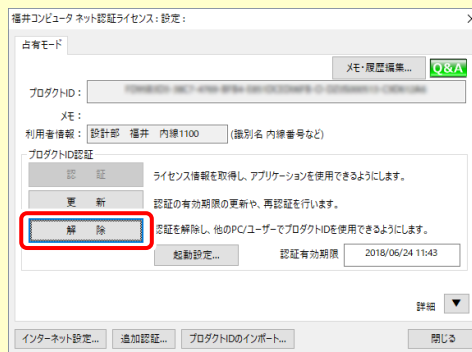 福井コンピュータ ネット認証ライセンス : 設定 :
占有モード
メモ・履歴編集... Q&A
プロダクトID :
メモ :
利用者情報 : 設計部 福井 内線1100 (識別名 内線番号など)
プロダクトID認証
認 証 ライセンス情報を取得し、アプリケーションを使用できるようにします。
更 新 認証の有効期限の更新や、再認証を行います。
解 除 認証を解除し、他のPC/ユーザーでプロダクトIDを使用できるようにします。
起動設定... 認証有効期限 2018/06/24 11:43
詳細 ▼
インターネット設定... 追加認証... プロダクトIDのインポート... 閉じる